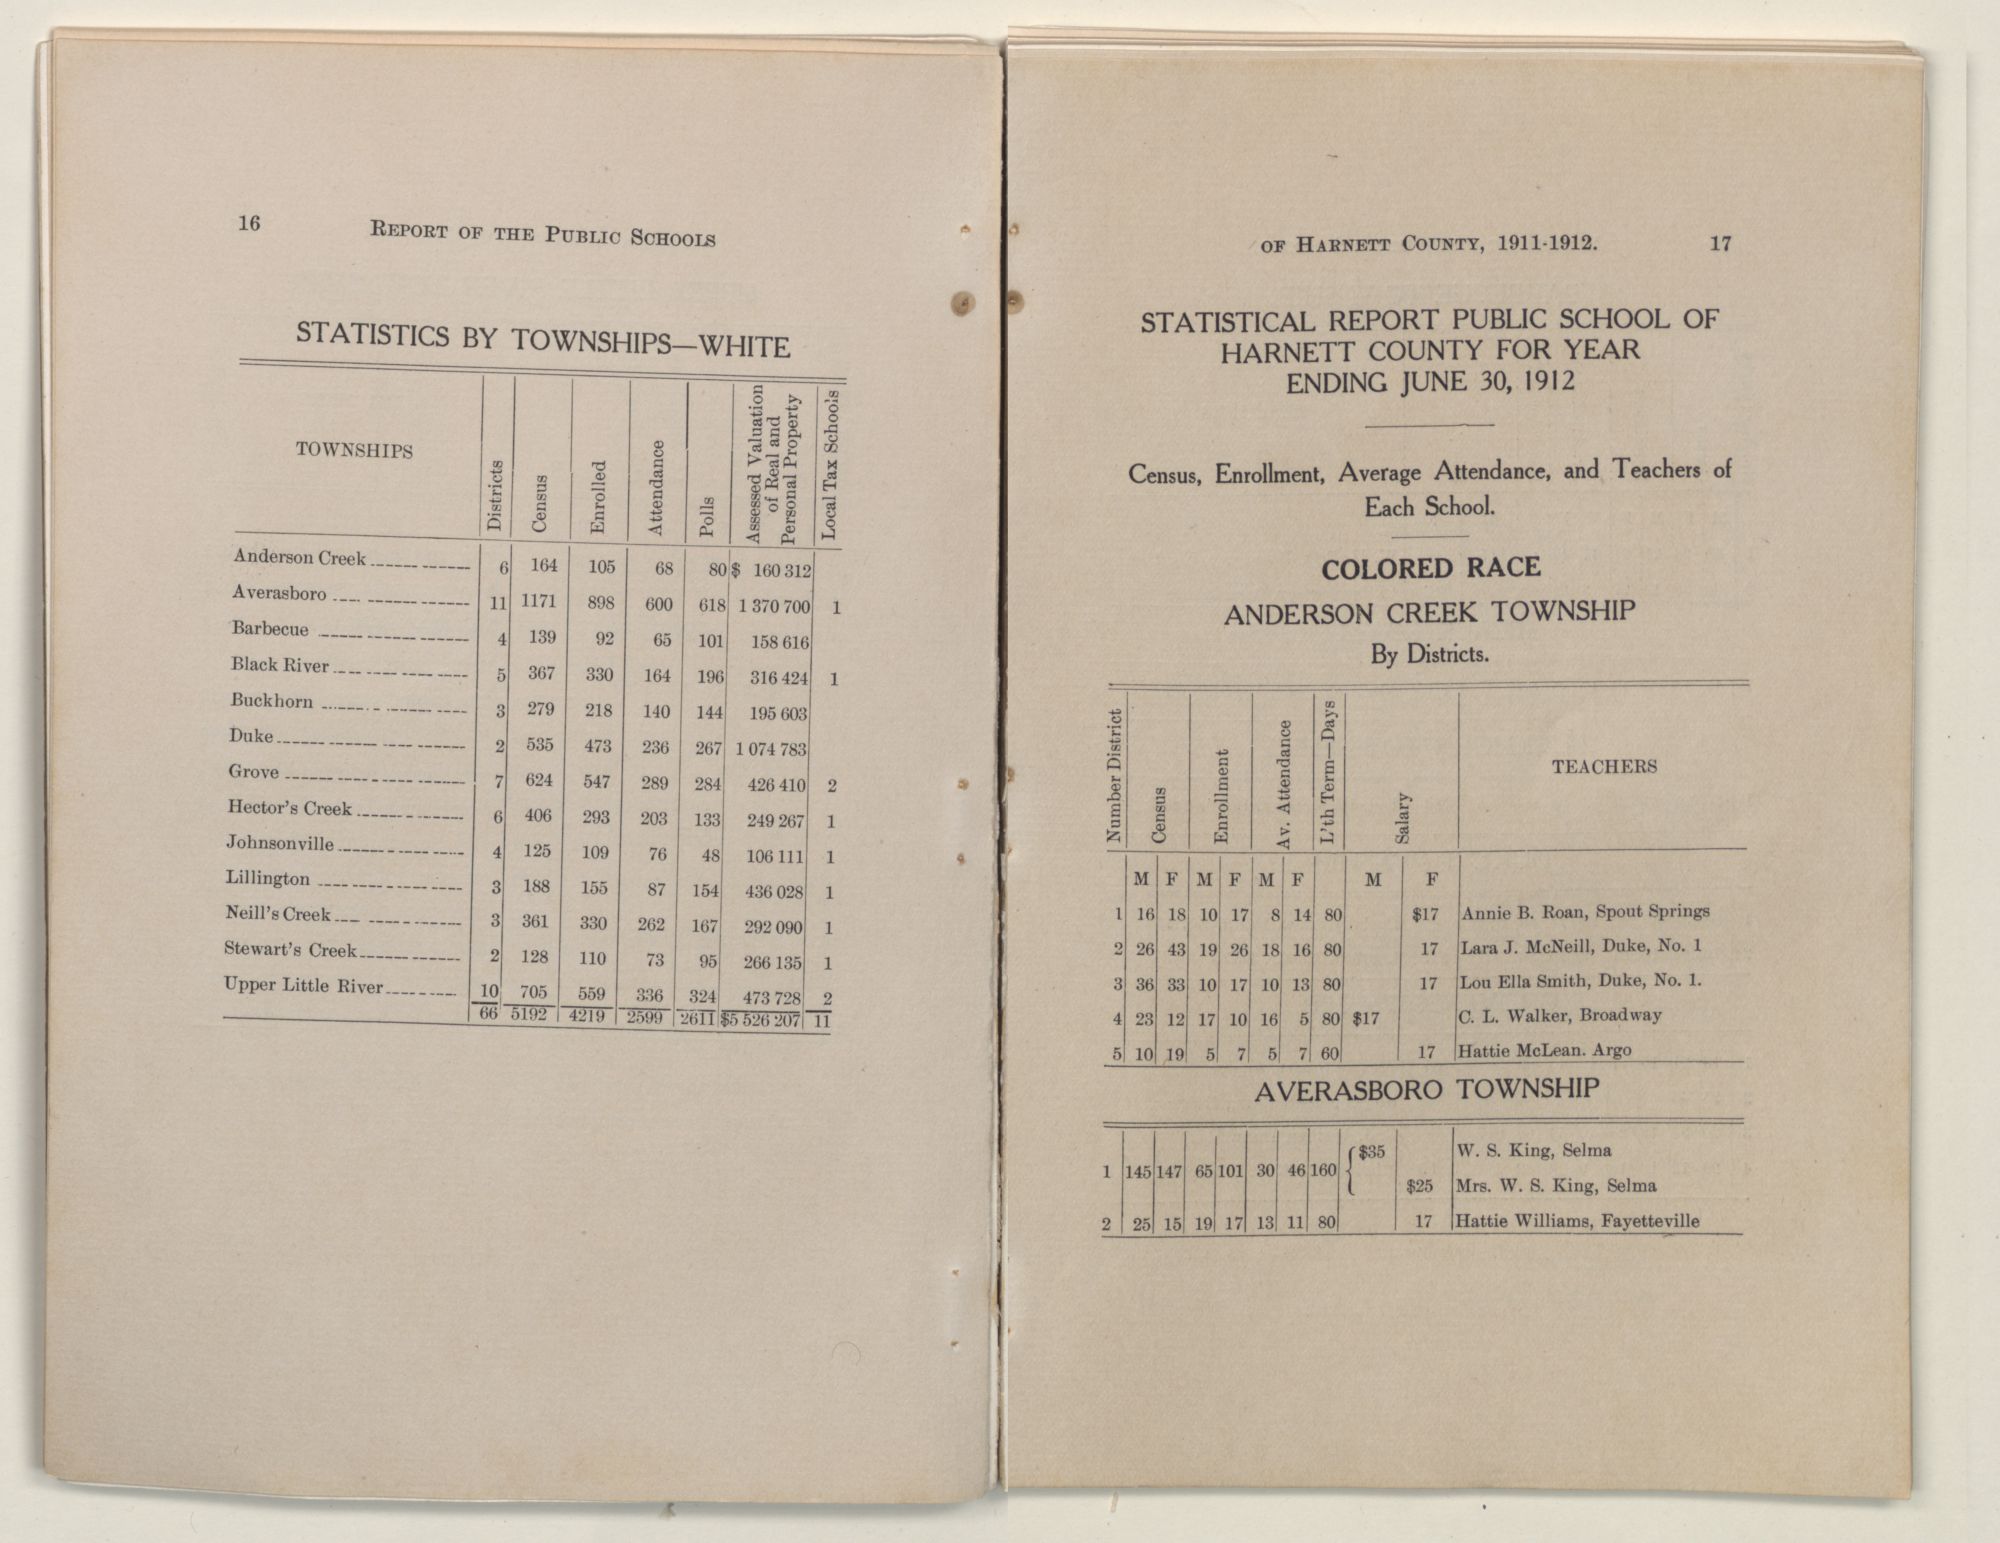 16 REPORT OF THE PUBLIC SCHOOLS
STATISTICS BY TOWNSHIPS—WHITE
TOWNSHIPS Districts Census Enrolled Attendance Polls Assessed Valuation of Real and Personal Property Local Tax Schools
Anderson Creek 6 164 105 68 80 $ 160 312
Averasboro 11 1171 898 600 618 1 370 700 1
Barbecue 4 139 92 65 101 158 616
Black River 5 367 330 164 196 316 424 1
Buckhorn 3 279 218 140 144 195 603
Duke 2 535 473 236 267 1 074 783
Grove 7 624 547 289 284 426 410 2
Hector's Creek 6 406 293 203 133 249 267 1
Johnsonville 4 125 109 76 48 106 111 1
Lillington 3 188 155 87 154 436 028 1
Neill's Creek 3 361 330 262 167 292 090 1
Stewart's Creek 2 128 110 73 95 266 135 1
Upper Little River 10 705 559 336 324 473 728 2
66 5192 4219 2599 2611 $5 526 207 11
OF HARNETT COUNTY, 1911-1912. 17
STATISTICAL REPORT PUBLIC SCHOOL OF
HARNETT COUNTY FOR YEAR
ENDING JUNE 30, 1912
Census, Enrollment, Average Attendance, and Teachers of
Each School.
COLORED RACE
ANDERSON CREEK TOWNSHIP
By Districts.
Number District Census Enrollment Av. Attendance L'th Term—Days Salary TEACHERS
M F M F M F M F
1 16 18 10 17 8 14 80 $17 Annie B. Roan, Spout Springs
2 26 43 19 26 18 16 80 17 Lara J. McNeill, Duke, No. 1
3 36 33 10 17 10 13 80 17 Lou Ella Smith, Duke, No. 1.
4 23 12 17 10 16 5 80 $17 C. L. Walker, Broadway
5 10 19 5 7 5 7 60 17 Hattie McLean. Argo
AVERASBORO TOWNSHIP
$35 W. S. King, Selma
1 145 147 65 101 30 46 160
$25 Mrs. W. S. King, Selma
2 25 15 19 17 13 11 80 17 Hattie Williams, Fayetteville